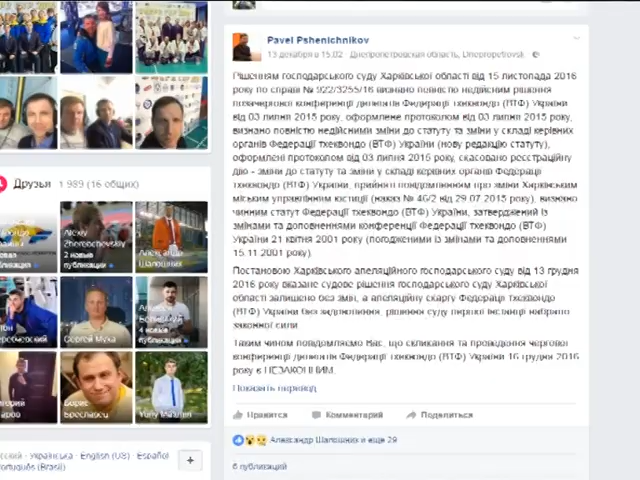 Друзья 1 989 (16 общих)
Alexiy Zherebchovskiy
2 новые публикации
Александр Шапошник
4 новые публикации
Сергей Муха
Борис Бреславец
Українська · English (US) · Español
Português (Brasil)
+
Pavel Pshenichnikov
13 декабря в 15:02 · Днепропетровская область, Dnepropetrovsk ·
Рішенням господарського суду Харківської області від 15 листопада 2016
року по справі № 922/3255/16 визнано повністю недійсним рішення
позачергової конференції делегатів Федерації тхеквондо (ВТФ) України
від 03 липня 2015 року, оформлене протоколом від 03 липня 2015 року,
визнано повністю недійсними зміни до статуту та зміни у складі керівних
органів Федерації тхеквондо (ВТФ) України (нову редакцію статуту),
оформлені протоколом від 03 липня 2015 року, скасовано реєстраційну
дію - зміни до статуту та зміни у складі керівних органів Федерації
тхеквондо (ВТФ) України, прийняті повідомленням про зміни Харківським
міським управлінням юстиції (наказ № 46/2 від 29.07.2015 року), визнано
чинним статут Федерації тхеквондо (ВТФ) України, затверджений із
змінами та доповненнями конференції Федерації тхеквондо (ВТФ)
України 21 квітня 2001 року (погодженими із змінами та доповненнями
15.11.2001 року).
Постановою Харківського апеляційного господарського суду від 13 грудня
2016 року вказане судове рішення господарського суду Харківської
області залишено без змін, а апеляційну скаргу Федерації тхеквондо
(ВТФ) України без задоволення, рішення суду першої інстанції набрало
законної сили.
Таким чином повідомляємо Вас, що скликання та проведення чергової
конференції делегатів Федерації тхеквондо (ВТФ) України 16 грудня 2016
року є НЕЗАКОННИМ.
Показать перевод
Нравится Комментарий Поделиться
Александр Шапошник и еще 29
6 публикаций